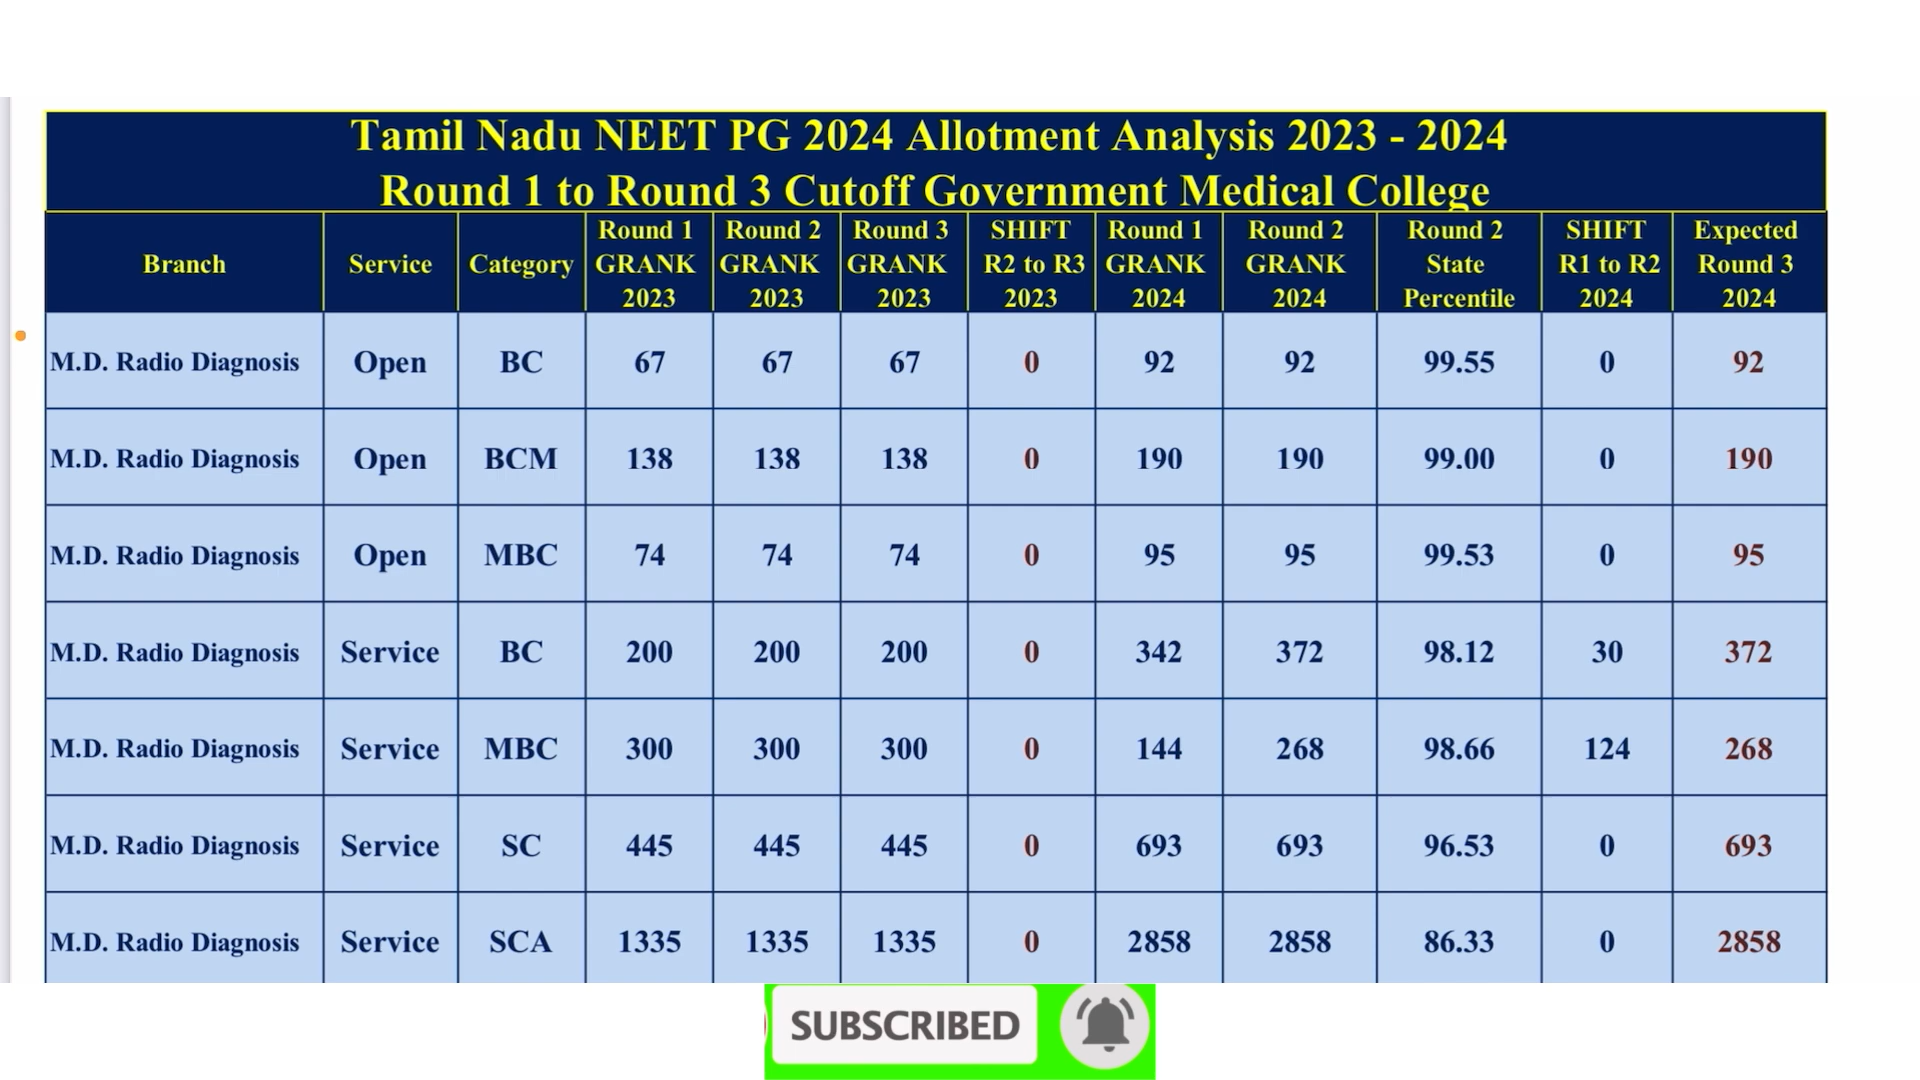 Tamil Nadu NEET PG 2024 Allotment Analysis 2023 - 2024
Round 1 to Round 3 Cutoff Government Medical College
Branch Service Category Round 1 GRANK 2023 Round 2 GRANK 2023 Round 3 GRANK 2023 SHIFT R2 to R3 2023 Round 1 GRANK 2024 Round 2 GRANK 2024 Round 2 State Percentile SHIFT R1 to R2 2024 Expected Round 3 2024
M.D. Radio Diagnosis Open BC 67 67 67 0 92 92 99.55 0 92
M.D. Radio Diagnosis Open BCM 138 138 138 0 190 190 99.00 0 190
M.D. Radio Diagnosis Open MBC 74 74 74 0 95 95 99.53 0 95
M.D. Radio Diagnosis Service BC 200 200 200 0 342 372 98.12 30 372
M.D. Radio Diagnosis Service MBC 300 300 300 0 144 268 98.66 124 268
M.D. Radio Diagnosis Service SC 445 445 445 0 693 693 96.53 0 693
M.D. Radio Diagnosis Service SCA 1335 1335 1335 0 2858 2858 86.33 0 2858
SUBSCRIBED